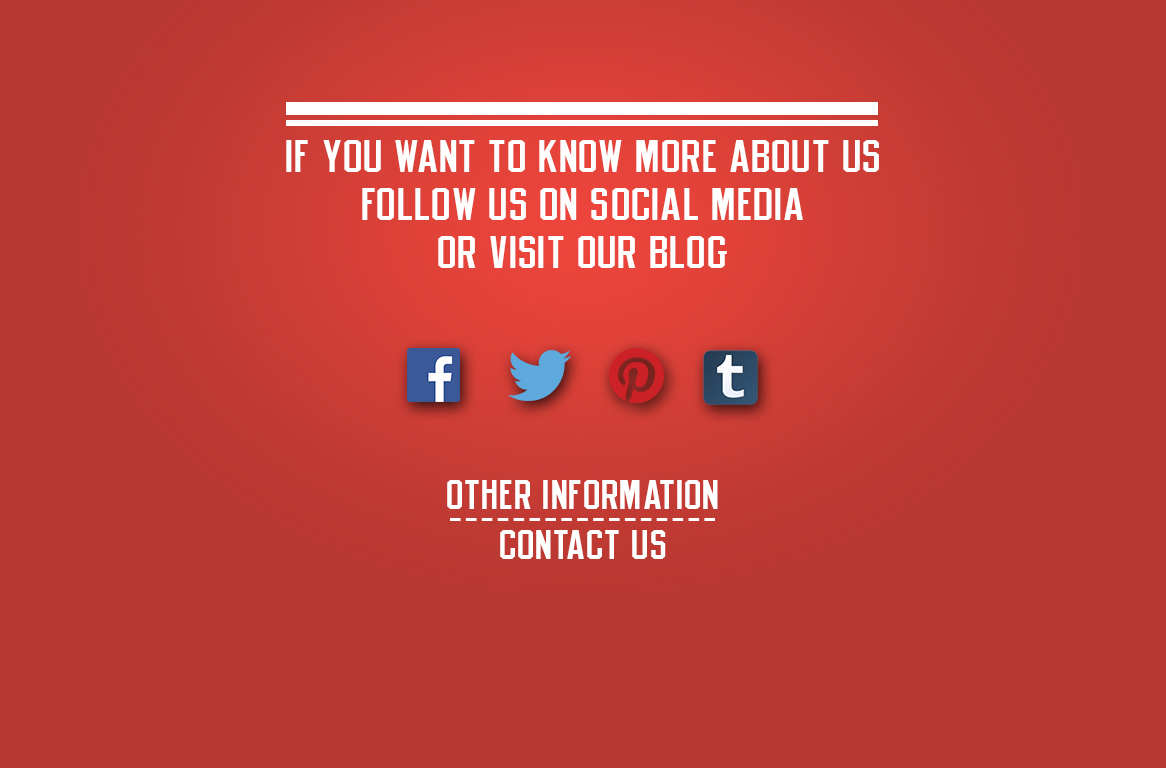 IF YOU WANT TO KNOW MORE ABOUT US
FOLLOW US ON SOCIAL MEDIA
OR VISIT OUR BLOG
f t
OTHER INFORMATION
CONTACT US